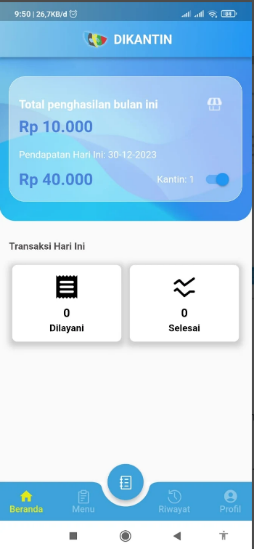 9:50 | 26,7KB/d
DIKANTIN
Total penghasilan bulan ini
Rp 10.000
Pendapatan Hari Ini: 30-12-2023
Rp 40.000
Kantin: 1
Transaksi Hari Ini
0
Dilayani
0
Selesai
Beranda
Menu
Riwayat
Profil